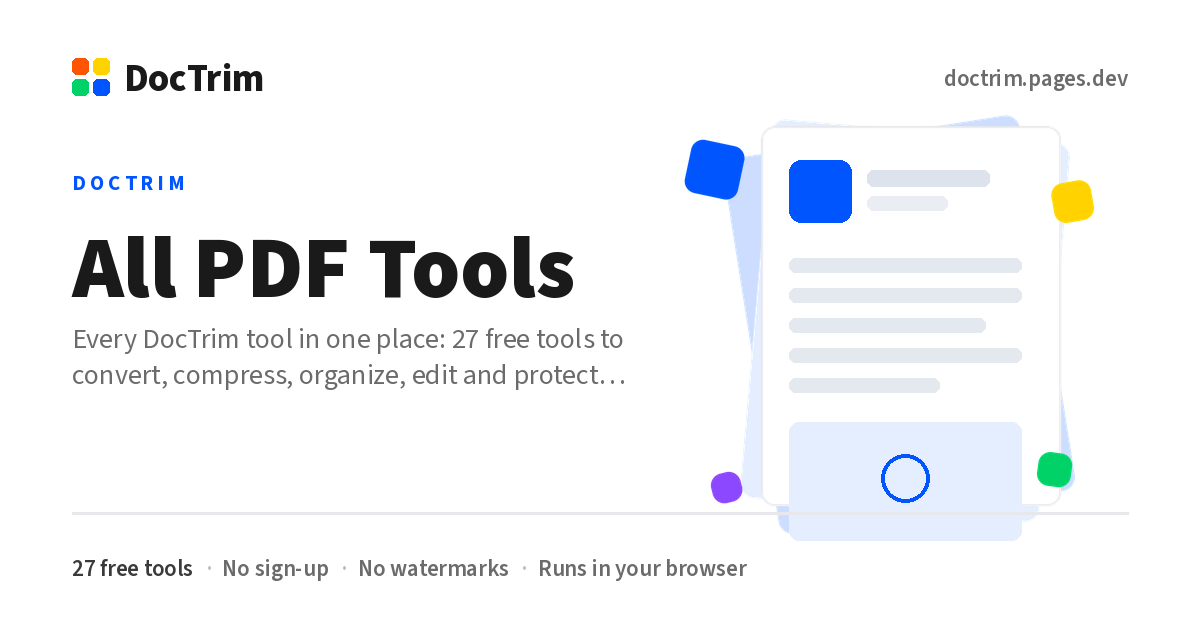 DocTrim
doctrim.pages.dev
DOCTRIM
All PDF Tools
Every DocTrim tool in one place: 27 free tools to
convert, compress, organize, edit and protect…
27 free tools · No sign-up · No watermarks · Runs in your browser